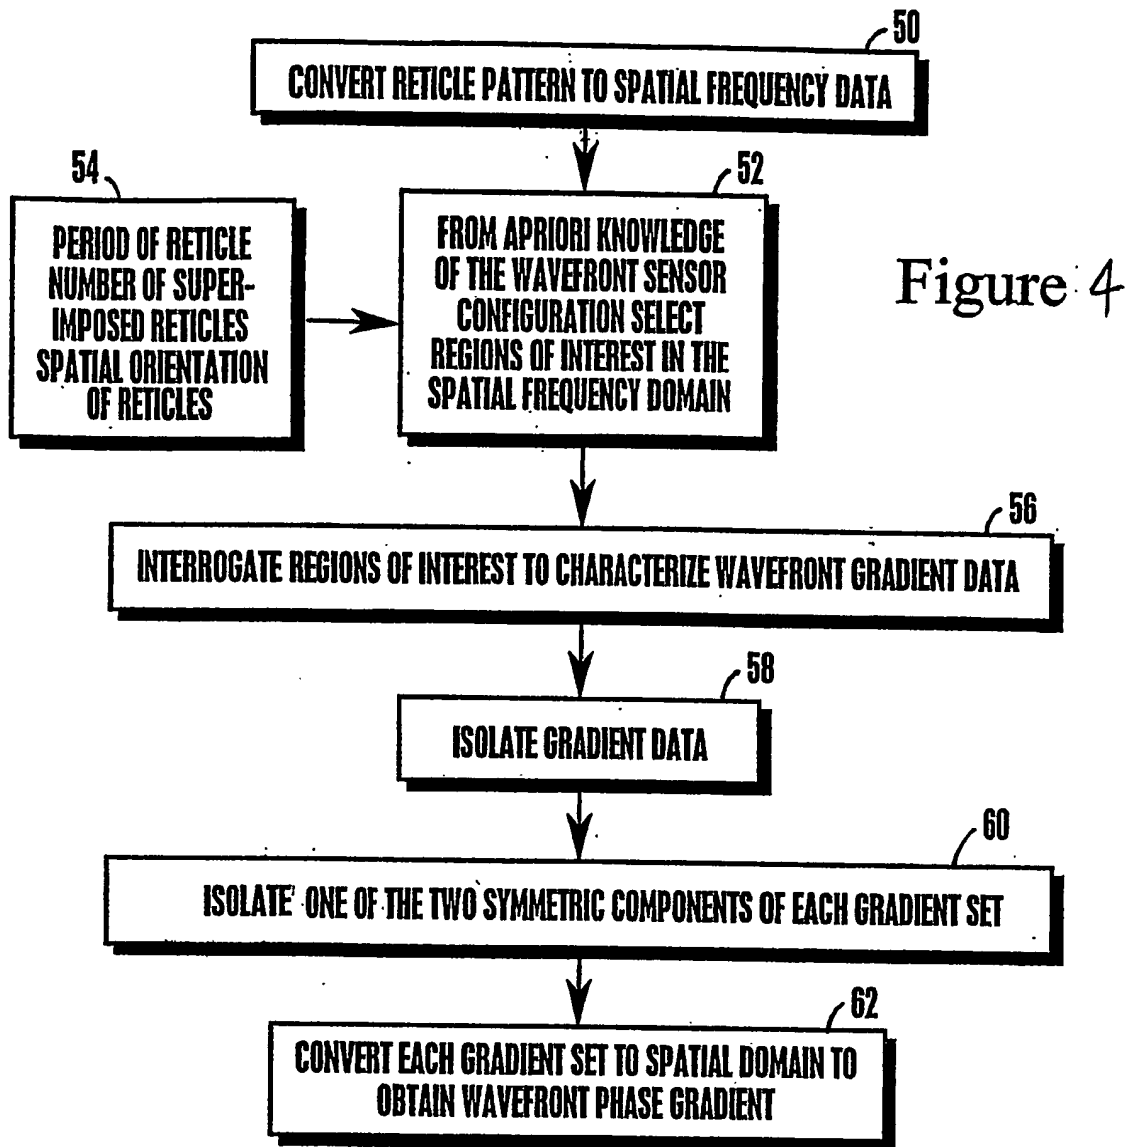 50
CONVERT RETICLE PATTERN TO SPATIAL FREQUENCY DATA
54
PERIOD OF RETICLE
NUMBER OF SUPER-
IMPOSED RETICLES
SPATIAL ORIENTATION
OF RETICLES
52
FROM APRIORI KNOWLEDGE
OF THE WAVEFRONT SENSOR
CONFIGURATION SELECT
REGIONS OF INTEREST IN THE
SPATIAL FREQUENCY DOMAIN
Figure 4
56
INTERROGATE REGIONS OF INTEREST TO CHARACTERIZE WAVEFRONT GRADIENT DATA
58
ISOLATE GRADIENT DATA
60
ISOLATE ONE OF THE TWO SYMMETRIC COMPONENTS OF EACH GRADIENT SET
62
CONVERT EACH GRADIENT SET TO SPATIAL DOMAIN TO
OBTAIN WAVEFRONT PHASE GRADIENT